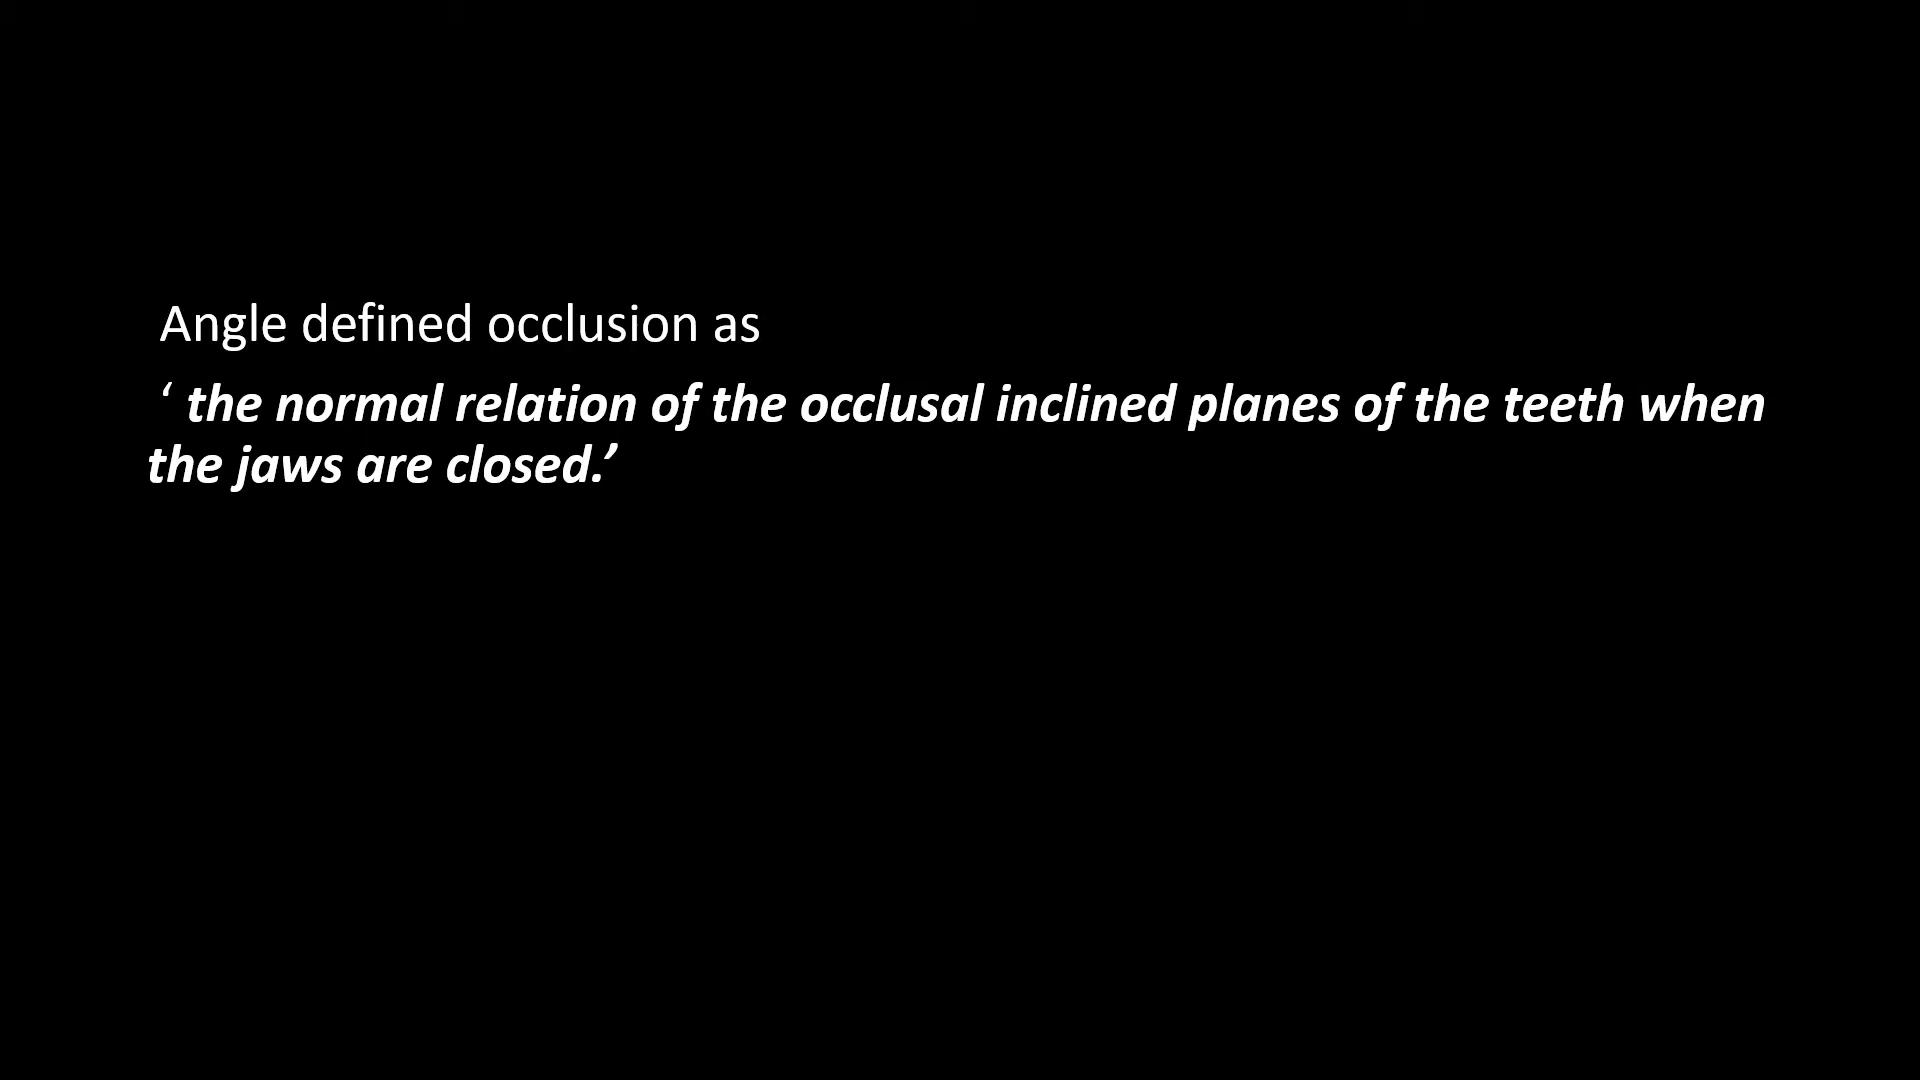 Angle defined occlusion as
‘ the normal relation of the occlusal inclined planes of the teeth when
the jaws are closed.’